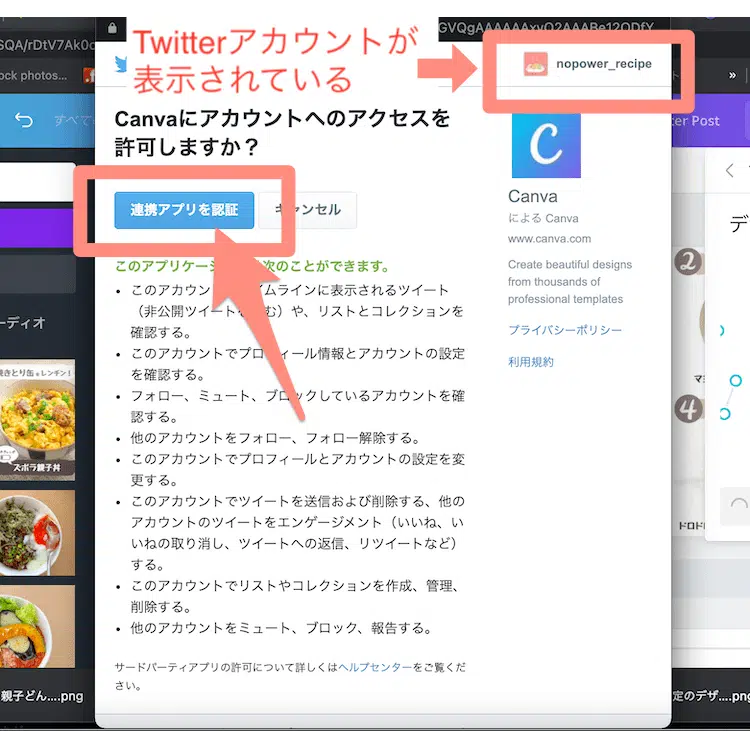 GVQgAAAAAAxvO2AAABe12ODfY
SQA/rDtV7Ak0c
Twitterアカウントが
表示されている
nopower_recipe
ock photos...
»
すべて
ter Post
Canvaにアカウントへのアクセスを
許可しますか？
連携アプリを認証
キャンセル
C
Canva
による Canva
www.canva.com
Create beautiful designs
from thousands of
professional templates
プライバシーポリシー
利用規約
このアプリケーシ
次のことができます。
このアカウン
イムラインに表示されるツイート
（非公開ツイートを
む）や、リストとコレクションを
確認する。
このアカウントでプロフィール情報とアカウントの設定
を確認する。
フォロー、ミュート、ブロックしているアカウントを確
認する。
他のアカウントをフォロー、フォロー解除する。
このアカウントでプロフィールとアカウントの設定を変
更する。
このアカウントでツイートを送信および削除する、他の
アカウントのツイートをエンゲージメント（いいね、い
いねの取り消し、ツイートへの返信、リツイートなど）
する。
このアカウントでリストやコレクションを作成、管理、
削除する。
他のアカウントをミュート、ブロック、報告する。
サードパーティアプリの許可について詳しくはヘルプセンターをご覧くだ
さい。
ーディオ
焼きとり缶をレンチン！
ズボラ親子丼
親子どん....png
デ
2
マヨ
4
ドロド
定のデザ....png